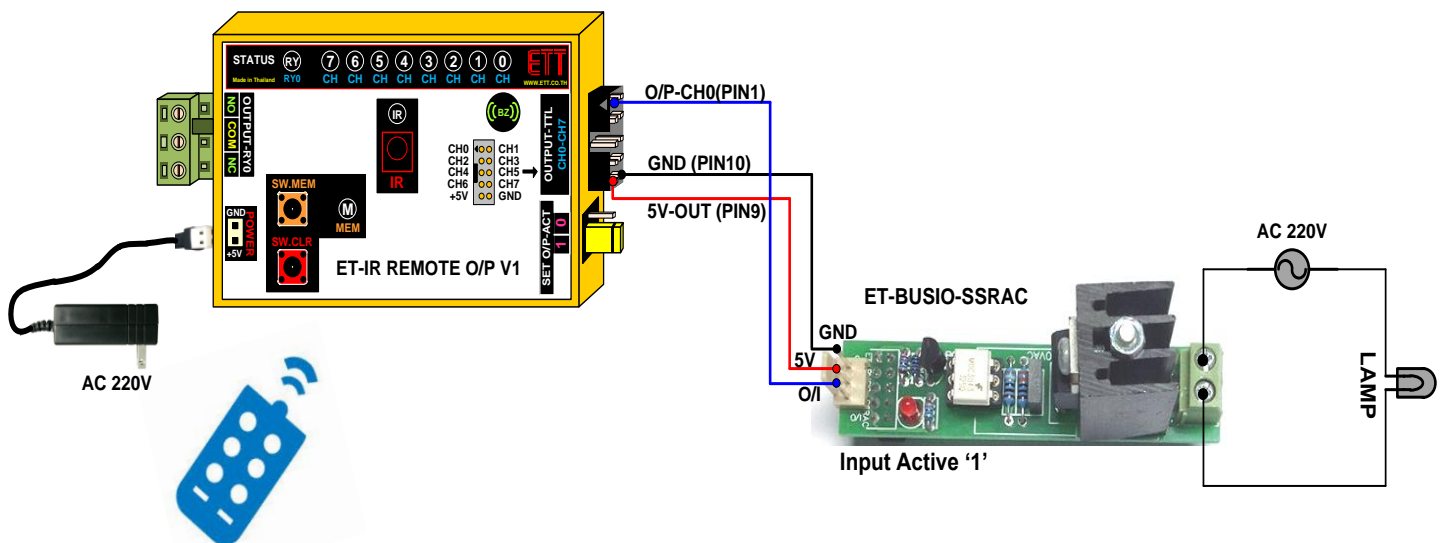 STATUS RY 7 6 5 4 3 2 1 0 ETT
Made in Thailand RY0 CH CH CH CH CH CH CH CH WWW.ETT.CO.TH
OUTPUT-RY0
NO COM NC
IR
IR
(BZ)
OUTPUT-TTL
CH0-CH7
CH0 CH1
CH2 CH3
CH4 CH5
CH6 CH7
+5V GND
SW.MEM
M
MEM
SW.CLR
GND
+5V
POWER
SET O/P-ACT
1 0
ET-IR REMOTE O/P V1
O/P-CH0(PIN1)
GND (PIN10)
5V-OUT (PIN9)
AC 220V
AC 220V
ET-BUSIO-SSRAC
GND
5V
O/I
LAMP
Input Active ‘1’